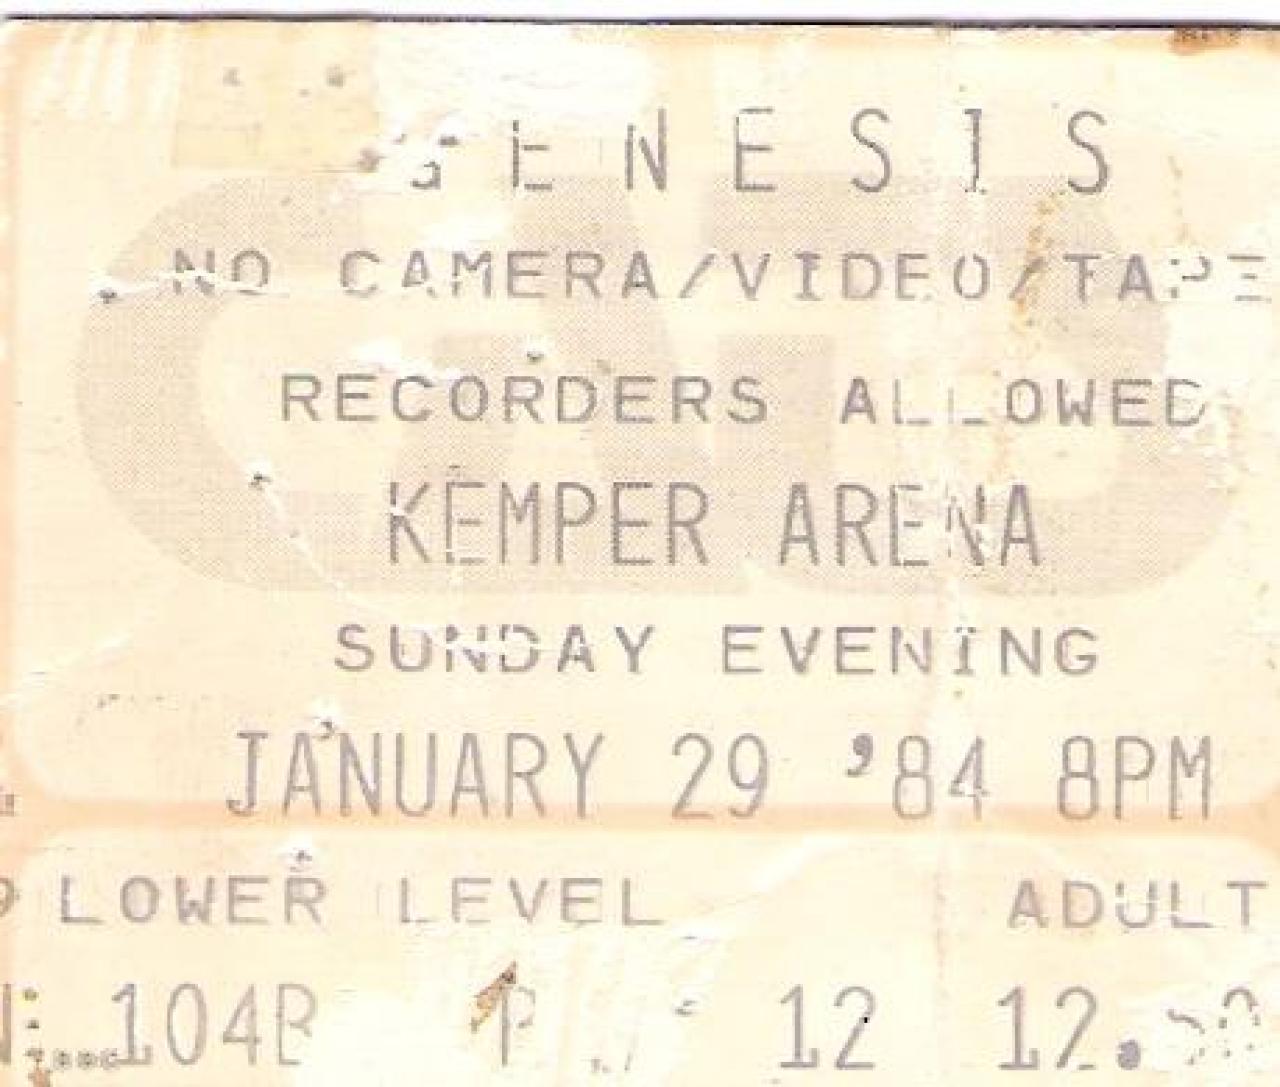 GENESIS
NO CAMERA/VIDEO/TAPE
RECORDERS ALLOWED
KEMPER ARENA
SUNDAY EVENING
JANUARY 29 '84 8PM
LOWER LEVEL ADULT
104B 12